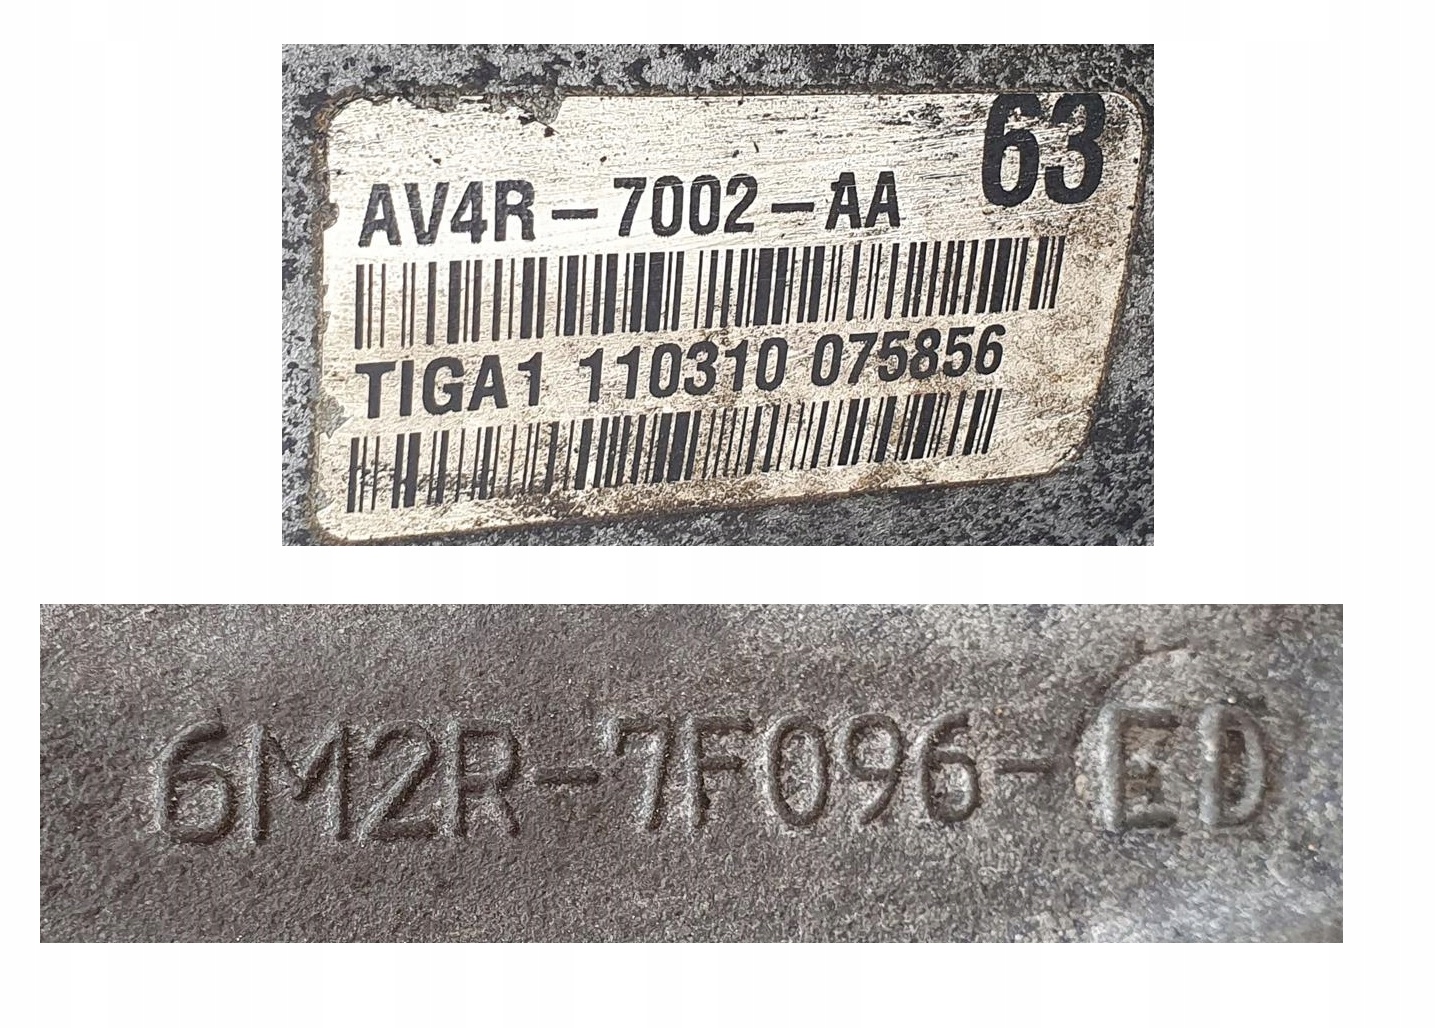 63
AV4R-7002-AA
TIGA1 110310 075856
6M2R-7F096-ED